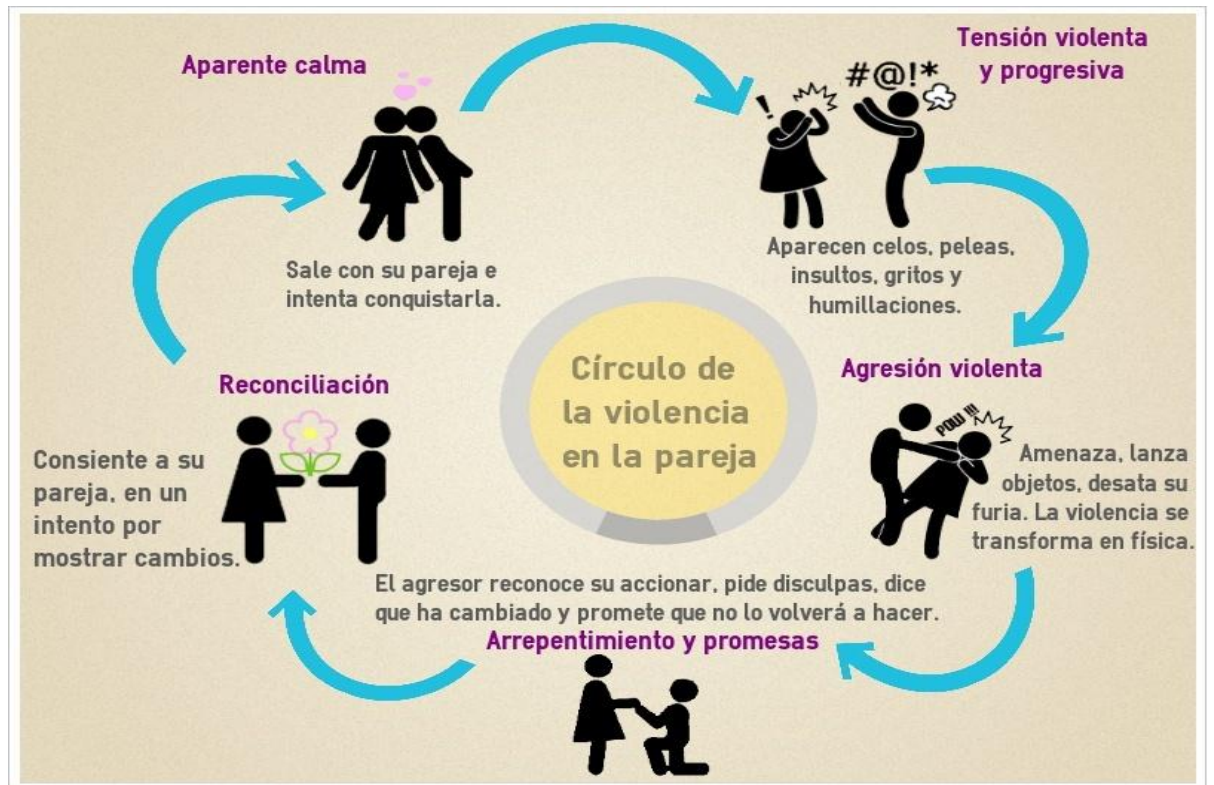 Aparente calma
Sale con su pareja e
intenta conquistarla.
Tensión violenta
y progresiva
#@!*
!
Aparecen celos, peleas,
insultos, gritos y
humillaciones.
Círculo de
la violencia
en la pareja
Agresión violenta
POW !!!
Amenaza, lanza
objetos, desata su
furia. La violencia se
transforma en física.
El agresor reconoce su accionar, pide disculpas, dice
que ha cambiado y promete que no lo volverá a hacer.
Arrepentimiento y promesas
Reconciliación
Consiente a su
pareja, en un
intento por
mostrar cambios.